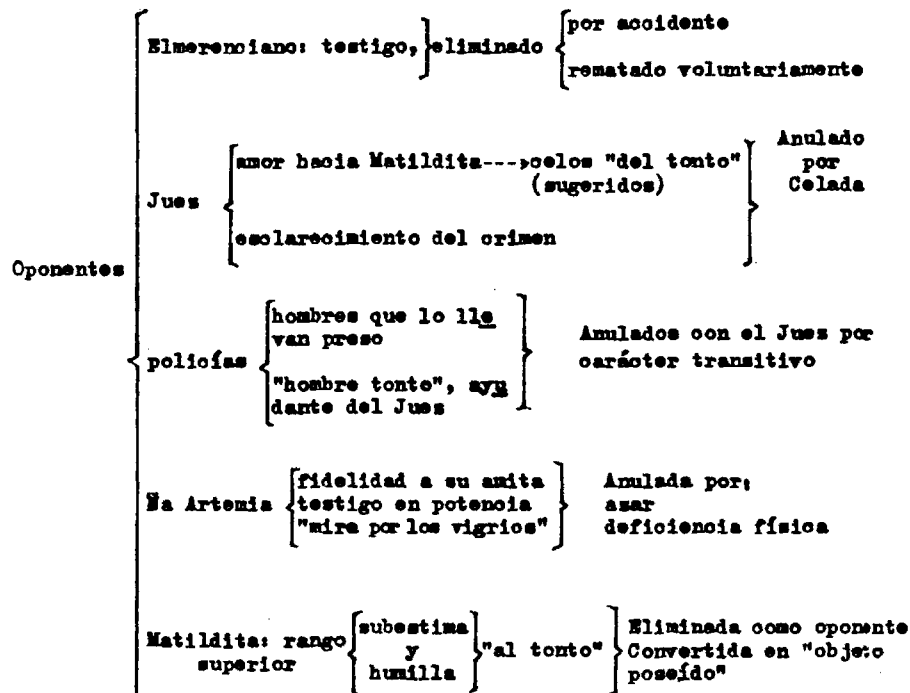 Oponentes
Elmerenciano: testigo, eliminado
por accidente
rematado voluntariamente
Juez
amor hacia Matildita---→celos "del tonto"
(sugeridos)
esclarecimiento del crimen
Anulado
por
Celada
policías
hombres que lo lle
van preso
"hombre tonto", ayu
dante del Juez
Anulados con el Juez por
carácter transitivo
Ña Artemia
fidelidad a su amita
testigo en potencia
"mira por los vigrios"
Anulada por:
azar
deficiencia física
Matildita: rango
superior
subestima
y
humilla
"al tonto"
Eliminada como oponente
Convertida en "objeto
poseído"